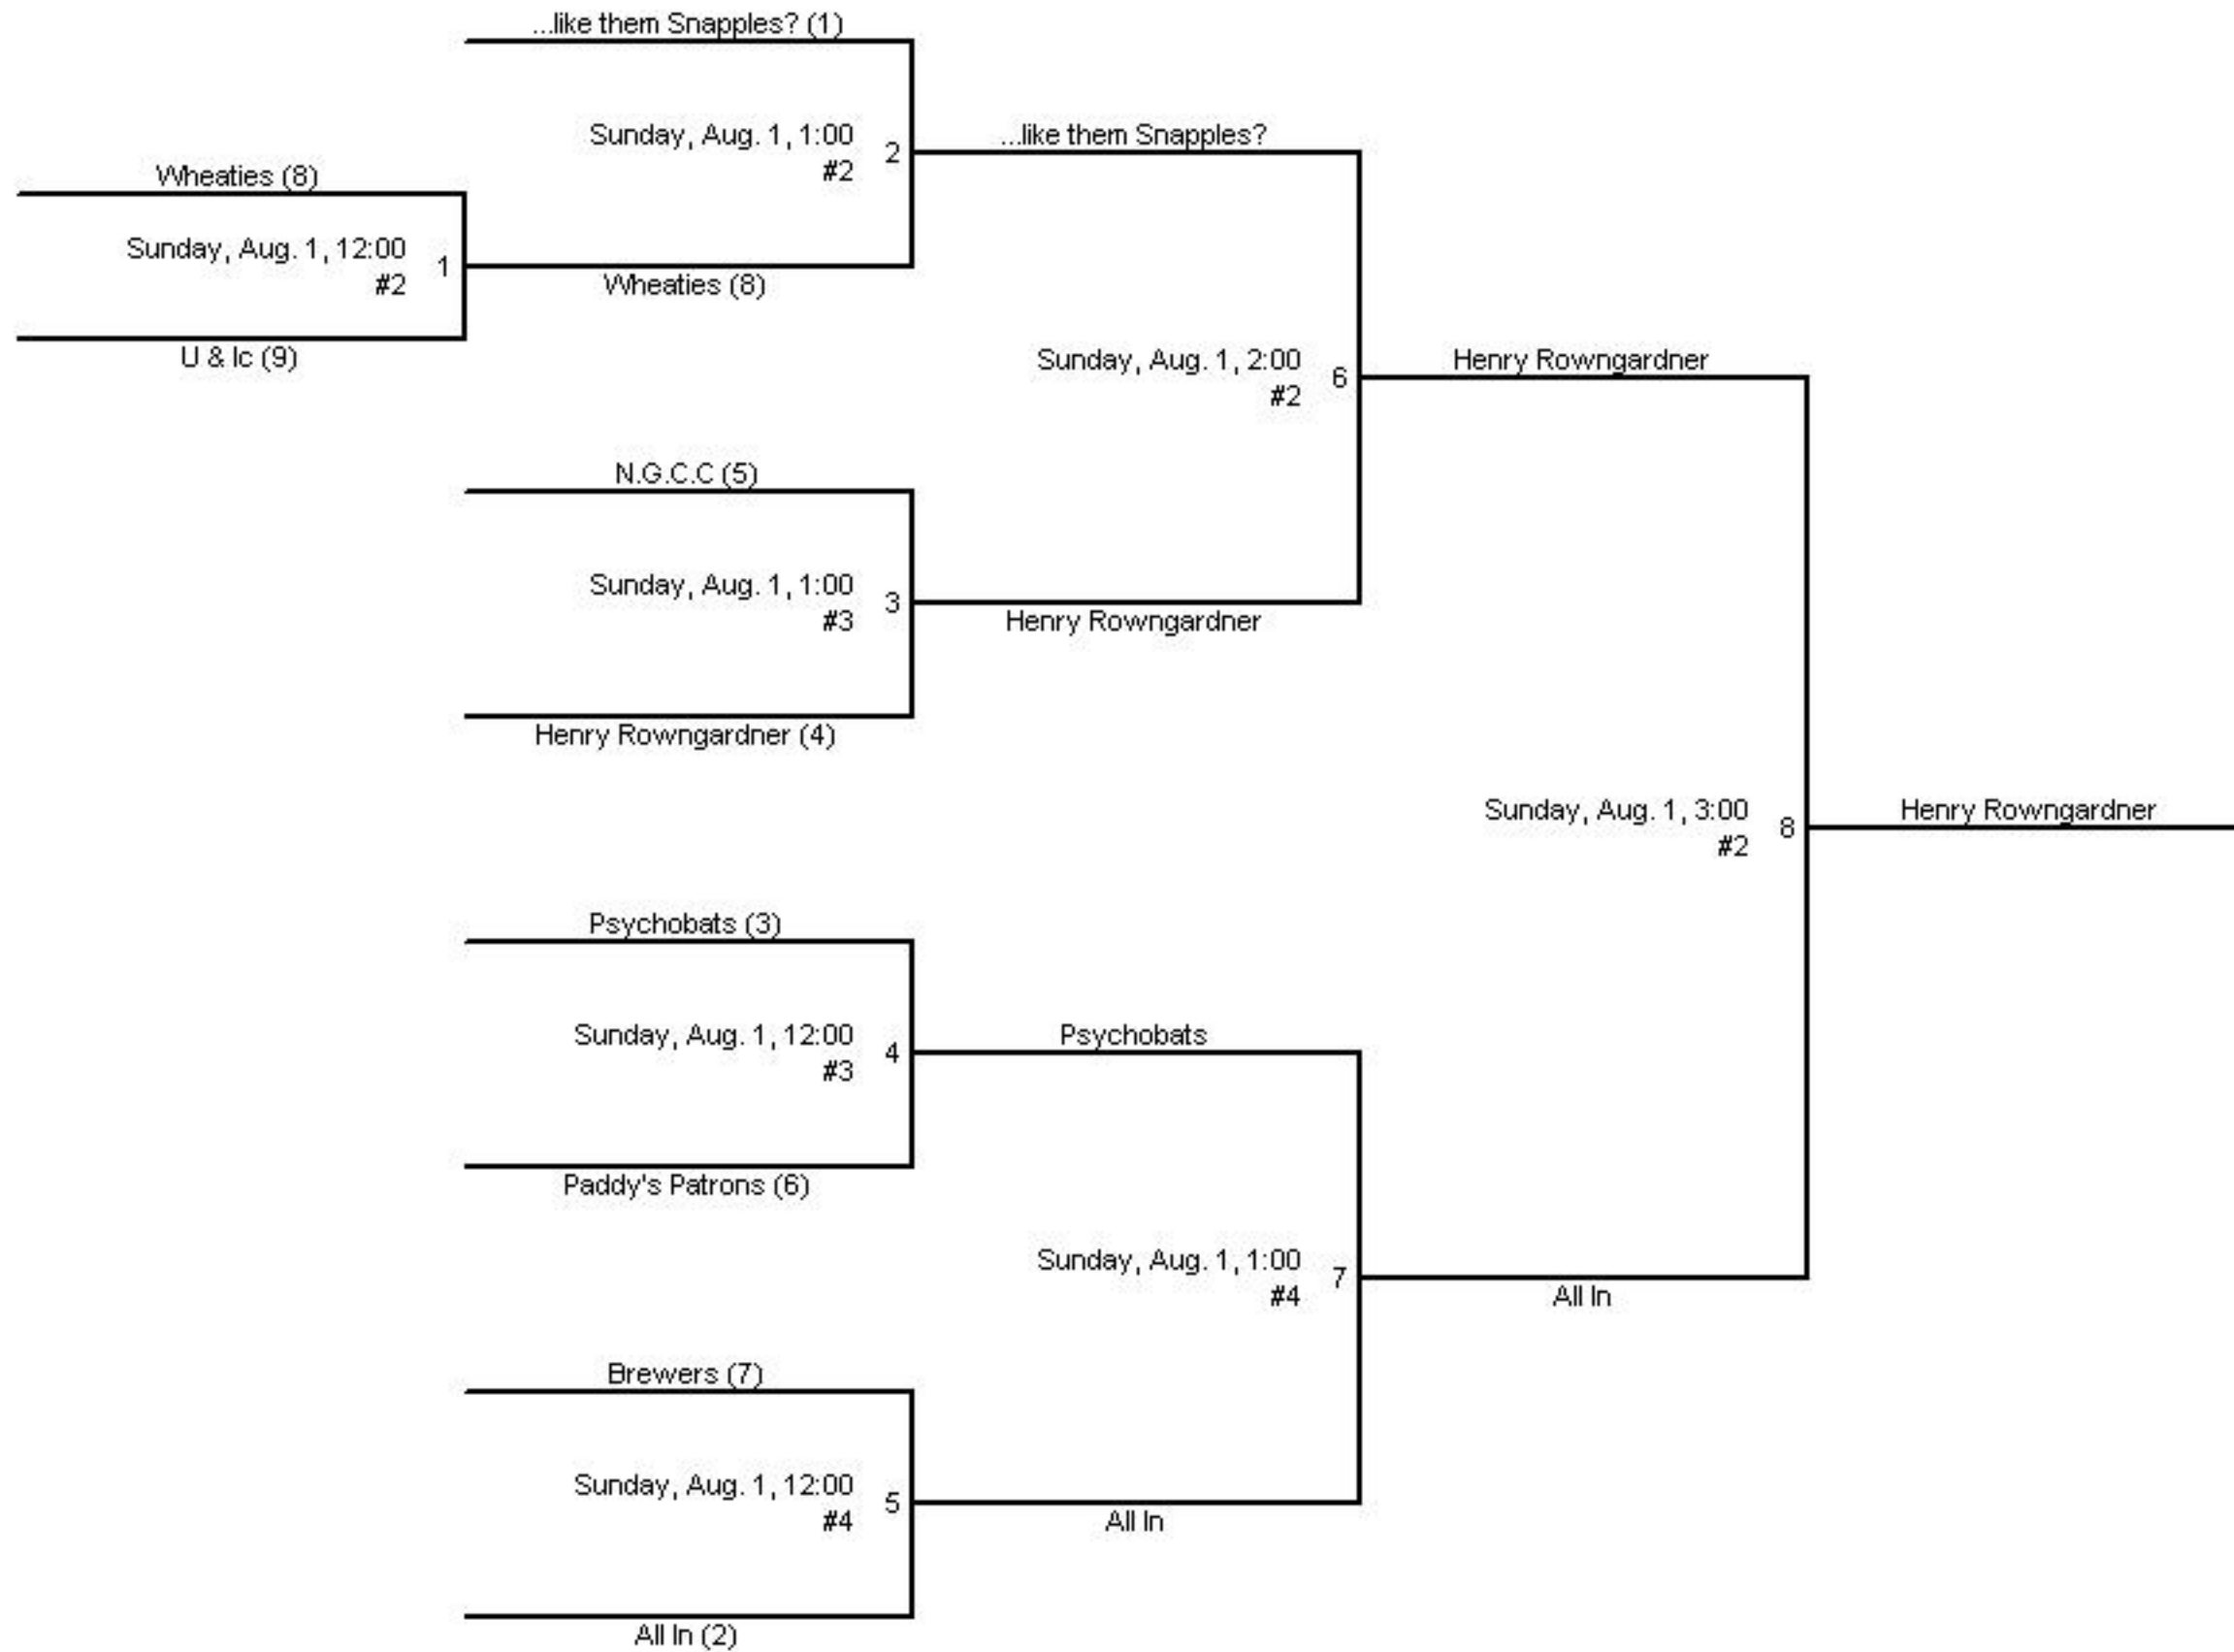 ...like them Snapples? (1)
Sunday, Aug. 1, 1:00
#2
2
...like them Snapples?
Wheaties (8)
Sunday, Aug. 1, 12:00
#2
1
Wheaties (8)
U & Ic (9)
Sunday, Aug. 1, 2:00
#2
6
Henry Rowngardner
N.G.C.C (5)
Sunday, Aug. 1, 1:00
#3
3
Henry Rowngardner
Henry Rowngardner (4)
Sunday, Aug. 1, 3:00
#2
8
Henry Rowngardner
Psychobats (3)
Sunday, Aug. 1, 12:00
#3
4
Psychobats
Paddy's Patrons (6)
Sunday, Aug. 1, 1:00
#4
7
All In
Brewers (7)
Sunday, Aug. 1, 12:00
#4
5
All In
All In (2)